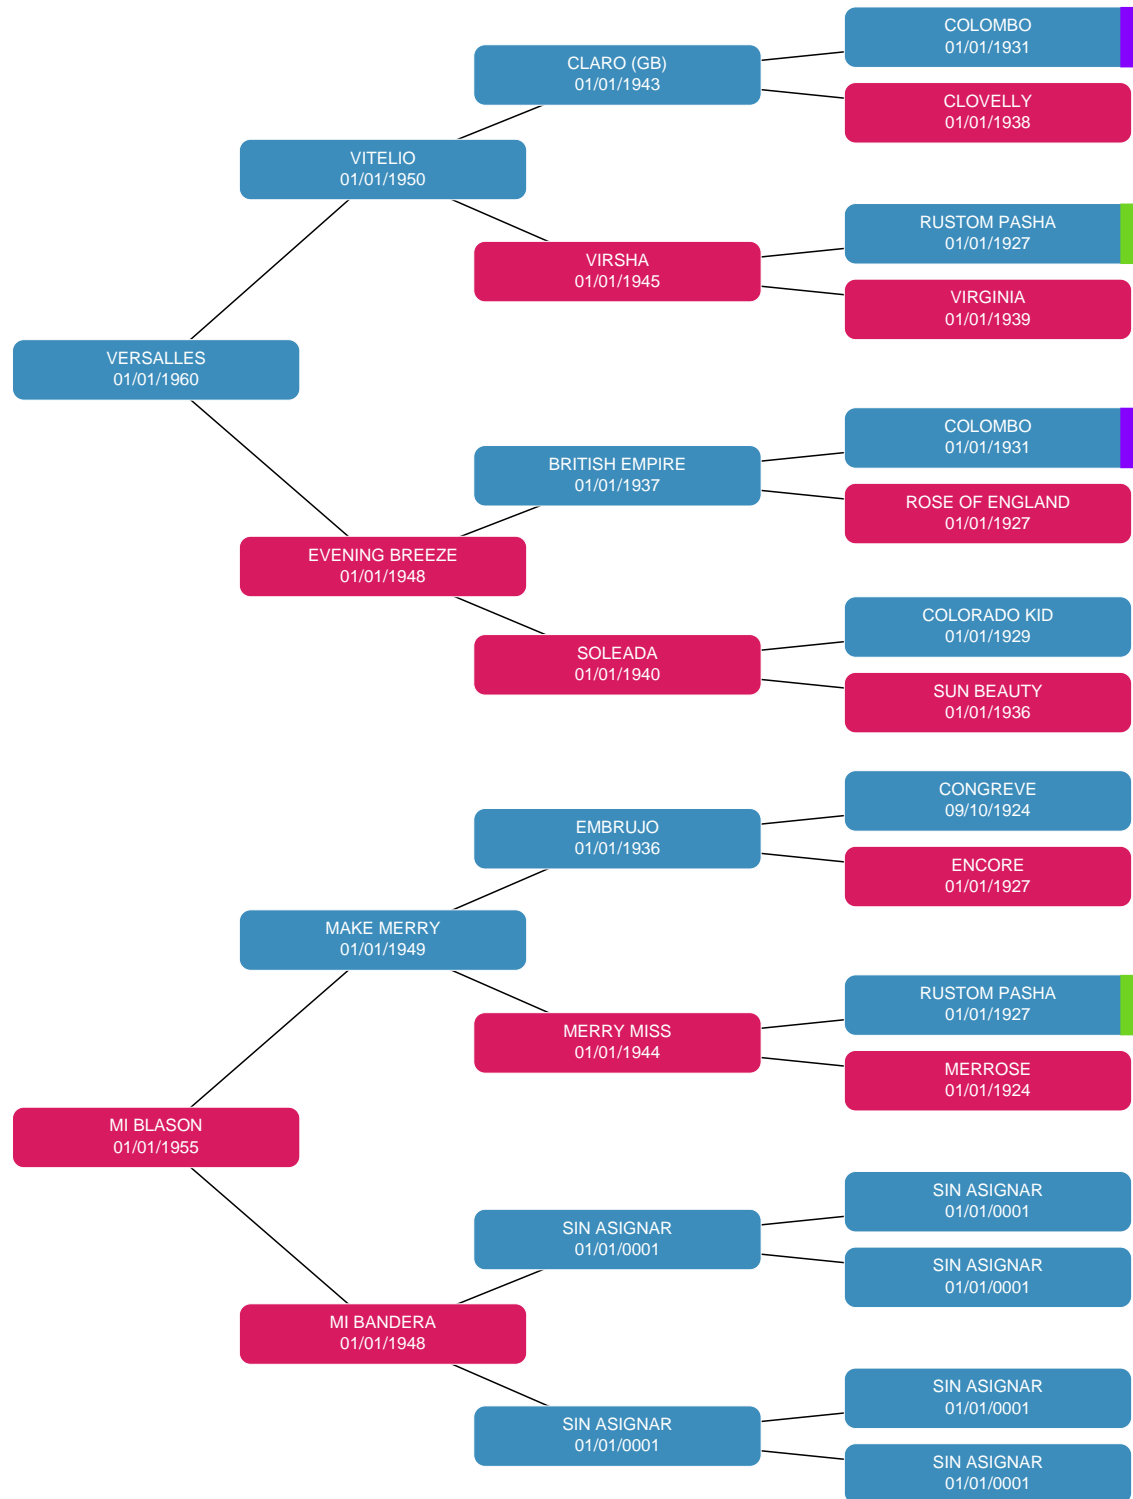 COLOMBO
01/01/1931
CLARO (GB)
01/01/1943
CLOVELLY
01/01/1938
VITELIO
01/01/1950
RUSTOM PASHA
01/01/1927
VIRSHA
01/01/1945
VIRGINIA
01/01/1939
VERSALLES
01/01/1960
COLOMBO
01/01/1931
BRITISH EMPIRE
01/01/1937
ROSE OF ENGLAND
01/01/1927
EVENING BREEZE
01/01/1948
COLORADO KID
01/01/1929
SOLEADA
01/01/1940
SUN BEAUTY
01/01/1936
CONGREVE
09/10/1924
EMBRUJO
01/01/1936
ENCORE
01/01/1927
MAKE MERRY
01/01/1949
RUSTOM PASHA
01/01/1927
MERRY MISS
01/01/1944
MERROSE
01/01/1924
MI BLASON
01/01/1955
SIN ASIGNAR
01/01/0001
SIN ASIGNAR
01/01/0001
SIN ASIGNAR
01/01/0001
MI BANDERA
01/01/1948
SIN ASIGNAR
01/01/0001
SIN ASIGNAR
01/01/0001
SIN ASIGNAR
01/01/0001